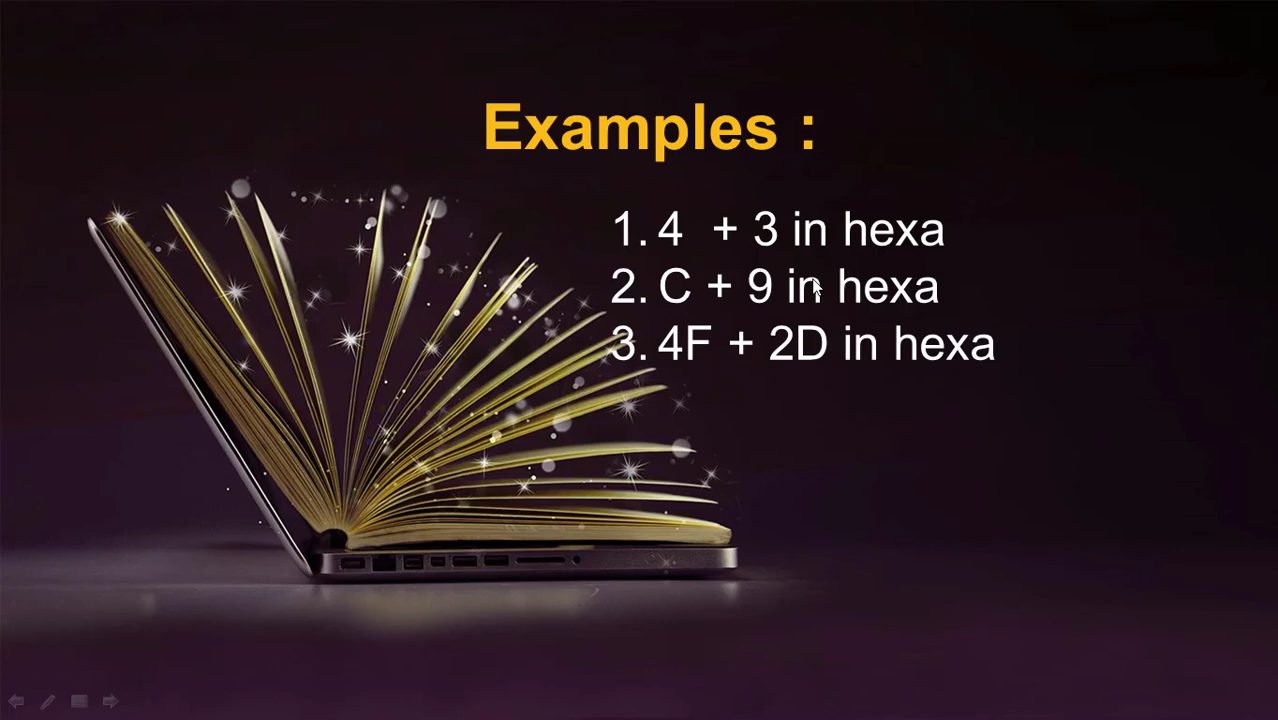 Examples :
1. 4 + 3 in hexa
2. C + 9 in hexa
3. 4F + 2D in hexa